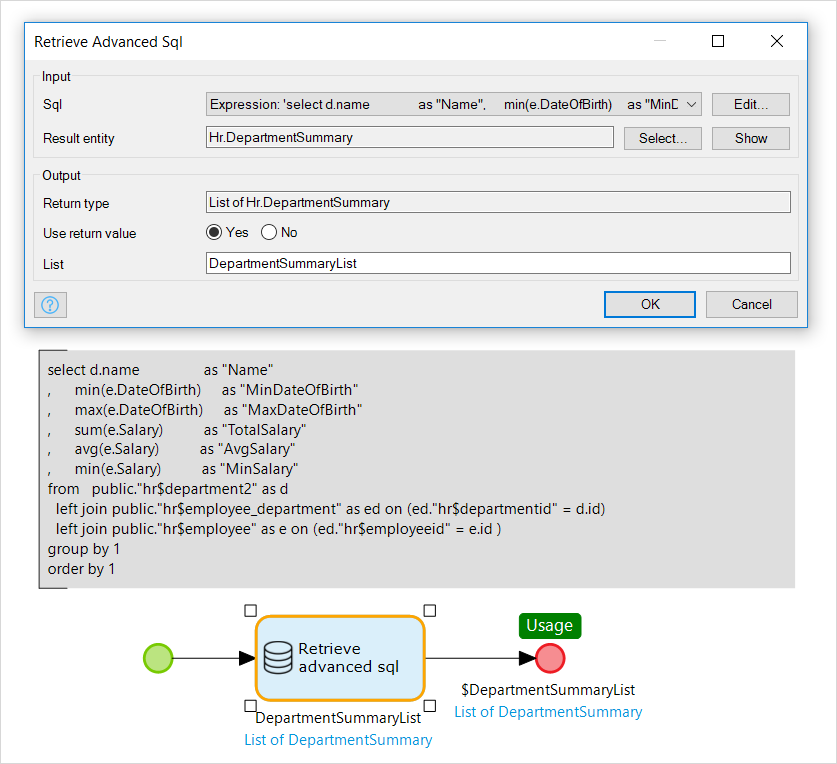 Retrieve Advanced Sql
Input
Sql
Expression: 'select d.name as "Name", min(e.DateOfBirth) as "MinD
Edit...
Result entity
Hr.DepartmentSummary
Select...
Show
Output
Return type
List of Hr.DepartmentSummary
Use return value
Yes
No
List
DepartmentSummaryList
?
OK
Cancel
select d.name as "Name"
, min(e.DateOfBirth) as "MinDateOfBirth"
, max(e.DateOfBirth) as "MaxDateOfBirth"
, sum(e.Salary) as "TotalSalary"
, avg(e.Salary) as "AvgSalary"
, min(e.Salary) as "MinSalary"
from public."hr$department2" as d
left join public."hr$employee_department" as ed on (ed."hr$departmentid" = d.id)
left join public."hr$employee" as e on (ed."hr$employeeid" = e.id )
group by 1
order by 1
Retrieve
advanced sql
DepartmentSummaryList
List of DepartmentSummary
Usage
$DepartmentSummaryList
List of DepartmentSummary